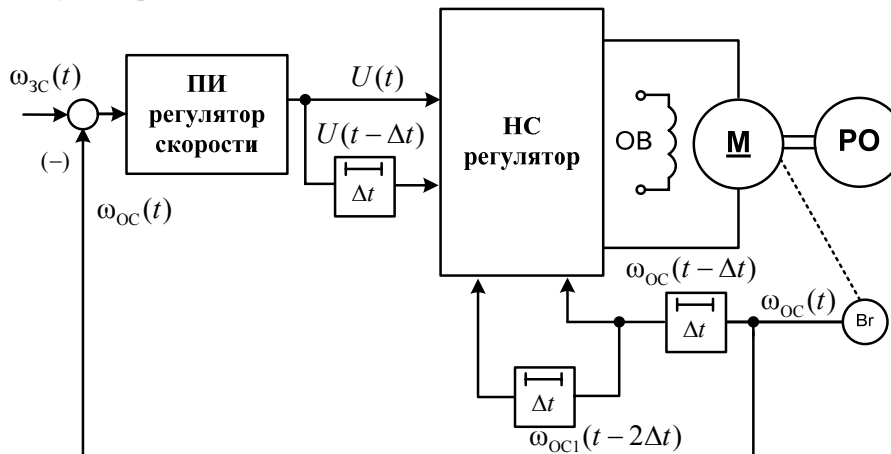 ω_ЗС(t)
(−)
ω_ОС(t)
ПИ
регулятор
скорости
U(t)
U(t − Δt)
Δt
НС
регулятор
ОВ
М
РО
ω_ОС(t − Δt)
Δt
ω_ОС(t)
Br
Δt
ω_ОС1(t − 2Δt)